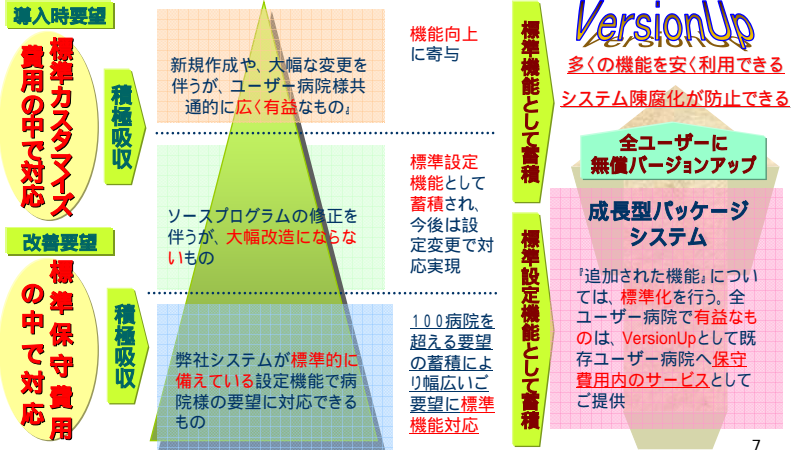 導入時要望
標準カスタマイズ
費用の中で対応
積極吸収
改善要望
標準保守費用
の中で対応
積極吸収
新規作成や、大幅な変更を
伴うが、ユーザー病院様共
通的に広く有益なもの。
ソースプログラムの修正を
伴うが、大幅改造にならな
いもの
弊社システムが標準的に
備えている設定機能で病
院様の要望に対応できる
もの
機能向上
に寄与
標準設定
機能として
蓄積され、
今後は設
定変更で対
応実現
100病院を
超える要望
の蓄積によ
り幅広いご
要望に標準
機能対応
標準機能として蓄積
標準設定機能として蓄積
VersionUp
多くの機能を安く利用できる
システム陳腐化が防止できる
全ユーザーに
無償バージョンアップ
成長型パッケージ
システム
『追加された機能』につい
ては、標準化を行う。全
ユーザー病院で有益なも
のは、VersionUpとして既
存ユーザー病院へ保守
費用内のサービスとして
ご提供
7